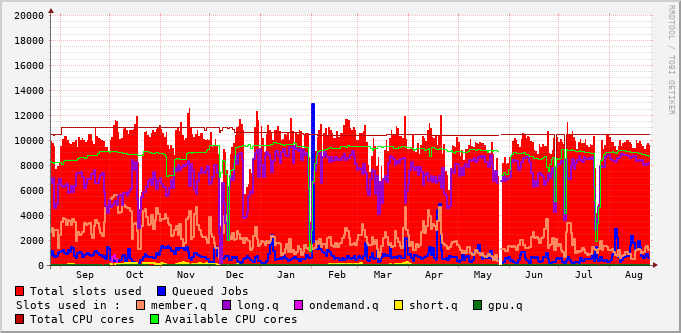 20000
18000
16000
14000
12000
10000
8000
6000
4000
2000
0
Sep Oct Nov Dec Jan Feb Mar Apr May Jun Jul Aug
RRDTOOL / TOBI OETIKER
Total slots used Queued Jobs
Slots used in : member.q long.q ondemand.q short.q gpu.q
Total CPU cores Available CPU cores